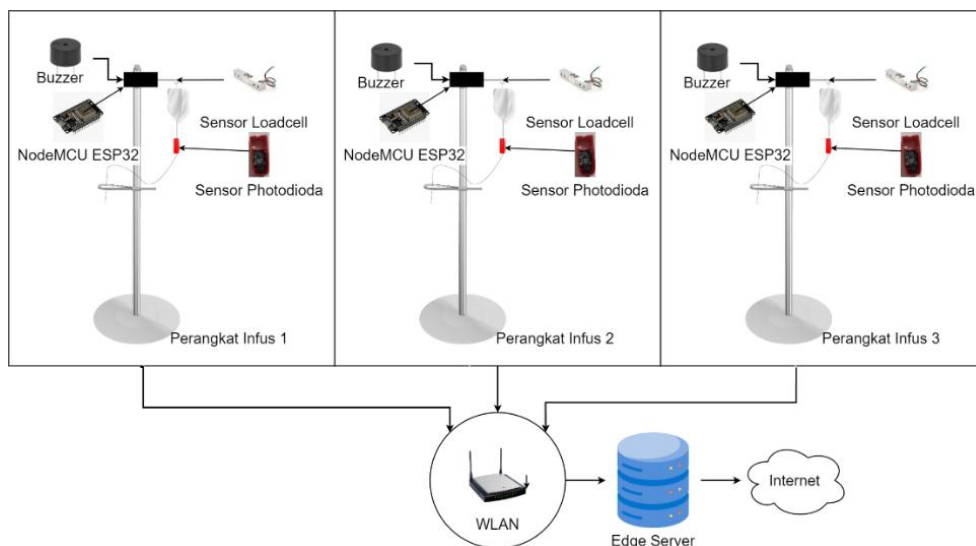 Buzzer
NodeMCU ESP32
Sensor Loadcell
Sensor Photodioda
Perangkat Infus 1
Buzzer
NodeMCU ESP32
Sensor Loadcell
Sensor Photodioda
Perangkat Infus 2
Buzzer
NodeMCU ESP32
Sensor Loadcell
Sensor Photodioda
Perangkat Infus 3
WLAN
Edge Server
Internet